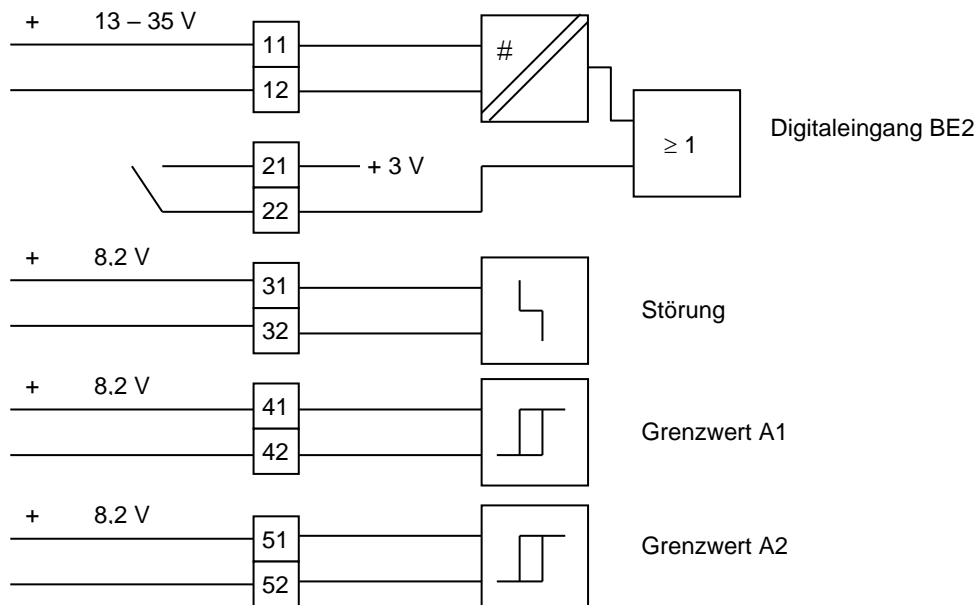 + 13 – 35 V
11
#
12
Digitaleingang BE2
≥ 1
21
+ 3 V
22
+ 8,2 V
31
Störung
32
+ 8,2 V
41
Grenzwert A1
42
+ 8,2 V
51
Grenzwert A2
52